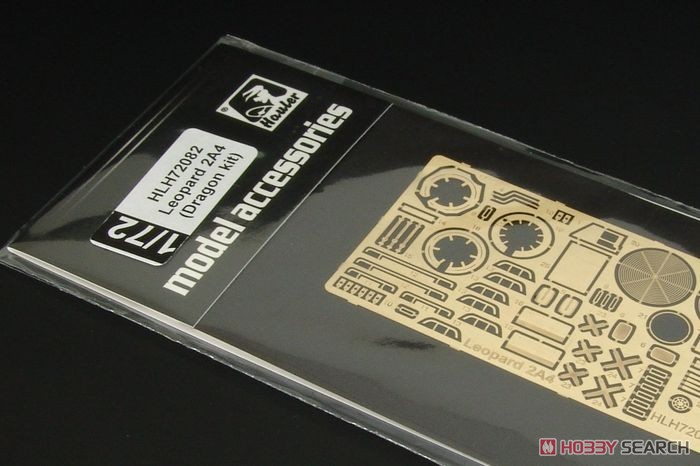 Hauler
HLH72082
Leopard 2A4
(Dragon kit)
1/72
model accessories
Leopard 2A4
HLH720
HOBBY SEARCH